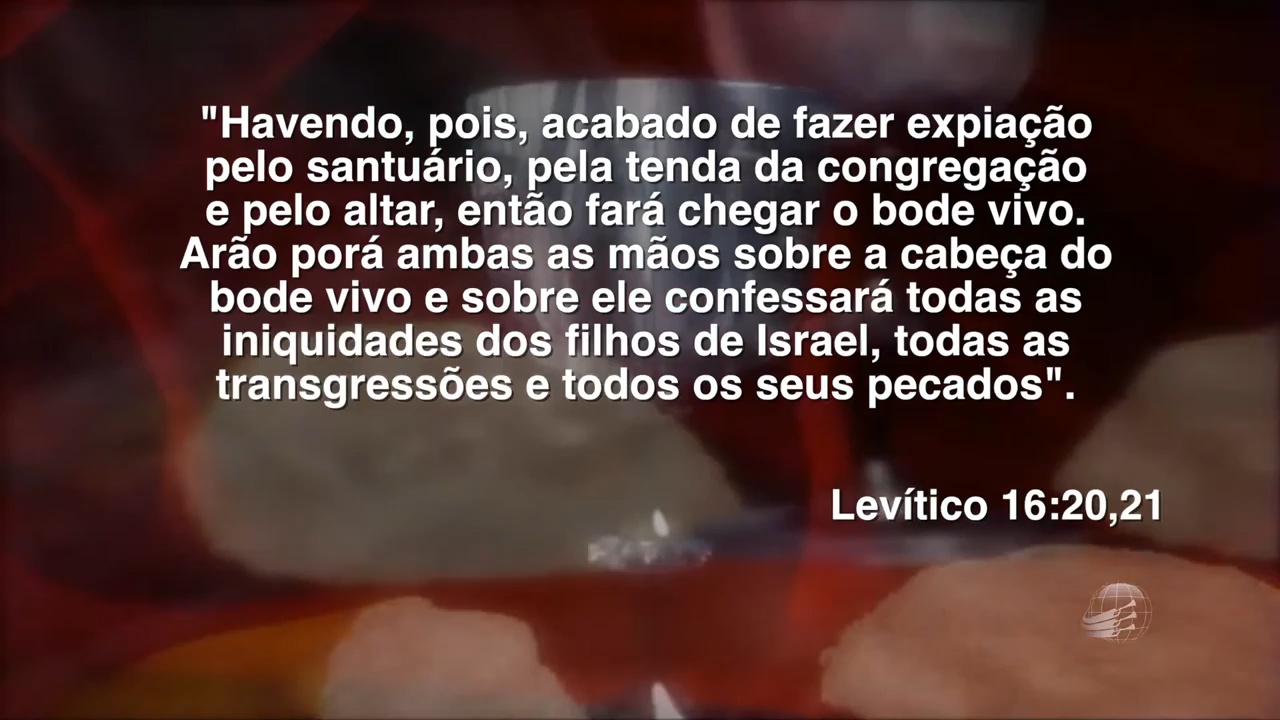 "Havendo, pois, acabado de fazer expiação
pelo santuário, pela tenda da congregação
e pelo altar, então fará chegar o bode vivo.
Arão porá ambas as mãos sobre a cabeça do
bode vivo e sobre ele confessará todas as
iniquidades dos filhos de Israel, todas as
transgressões e todos os seus pecados".
Levítico 16:20,21